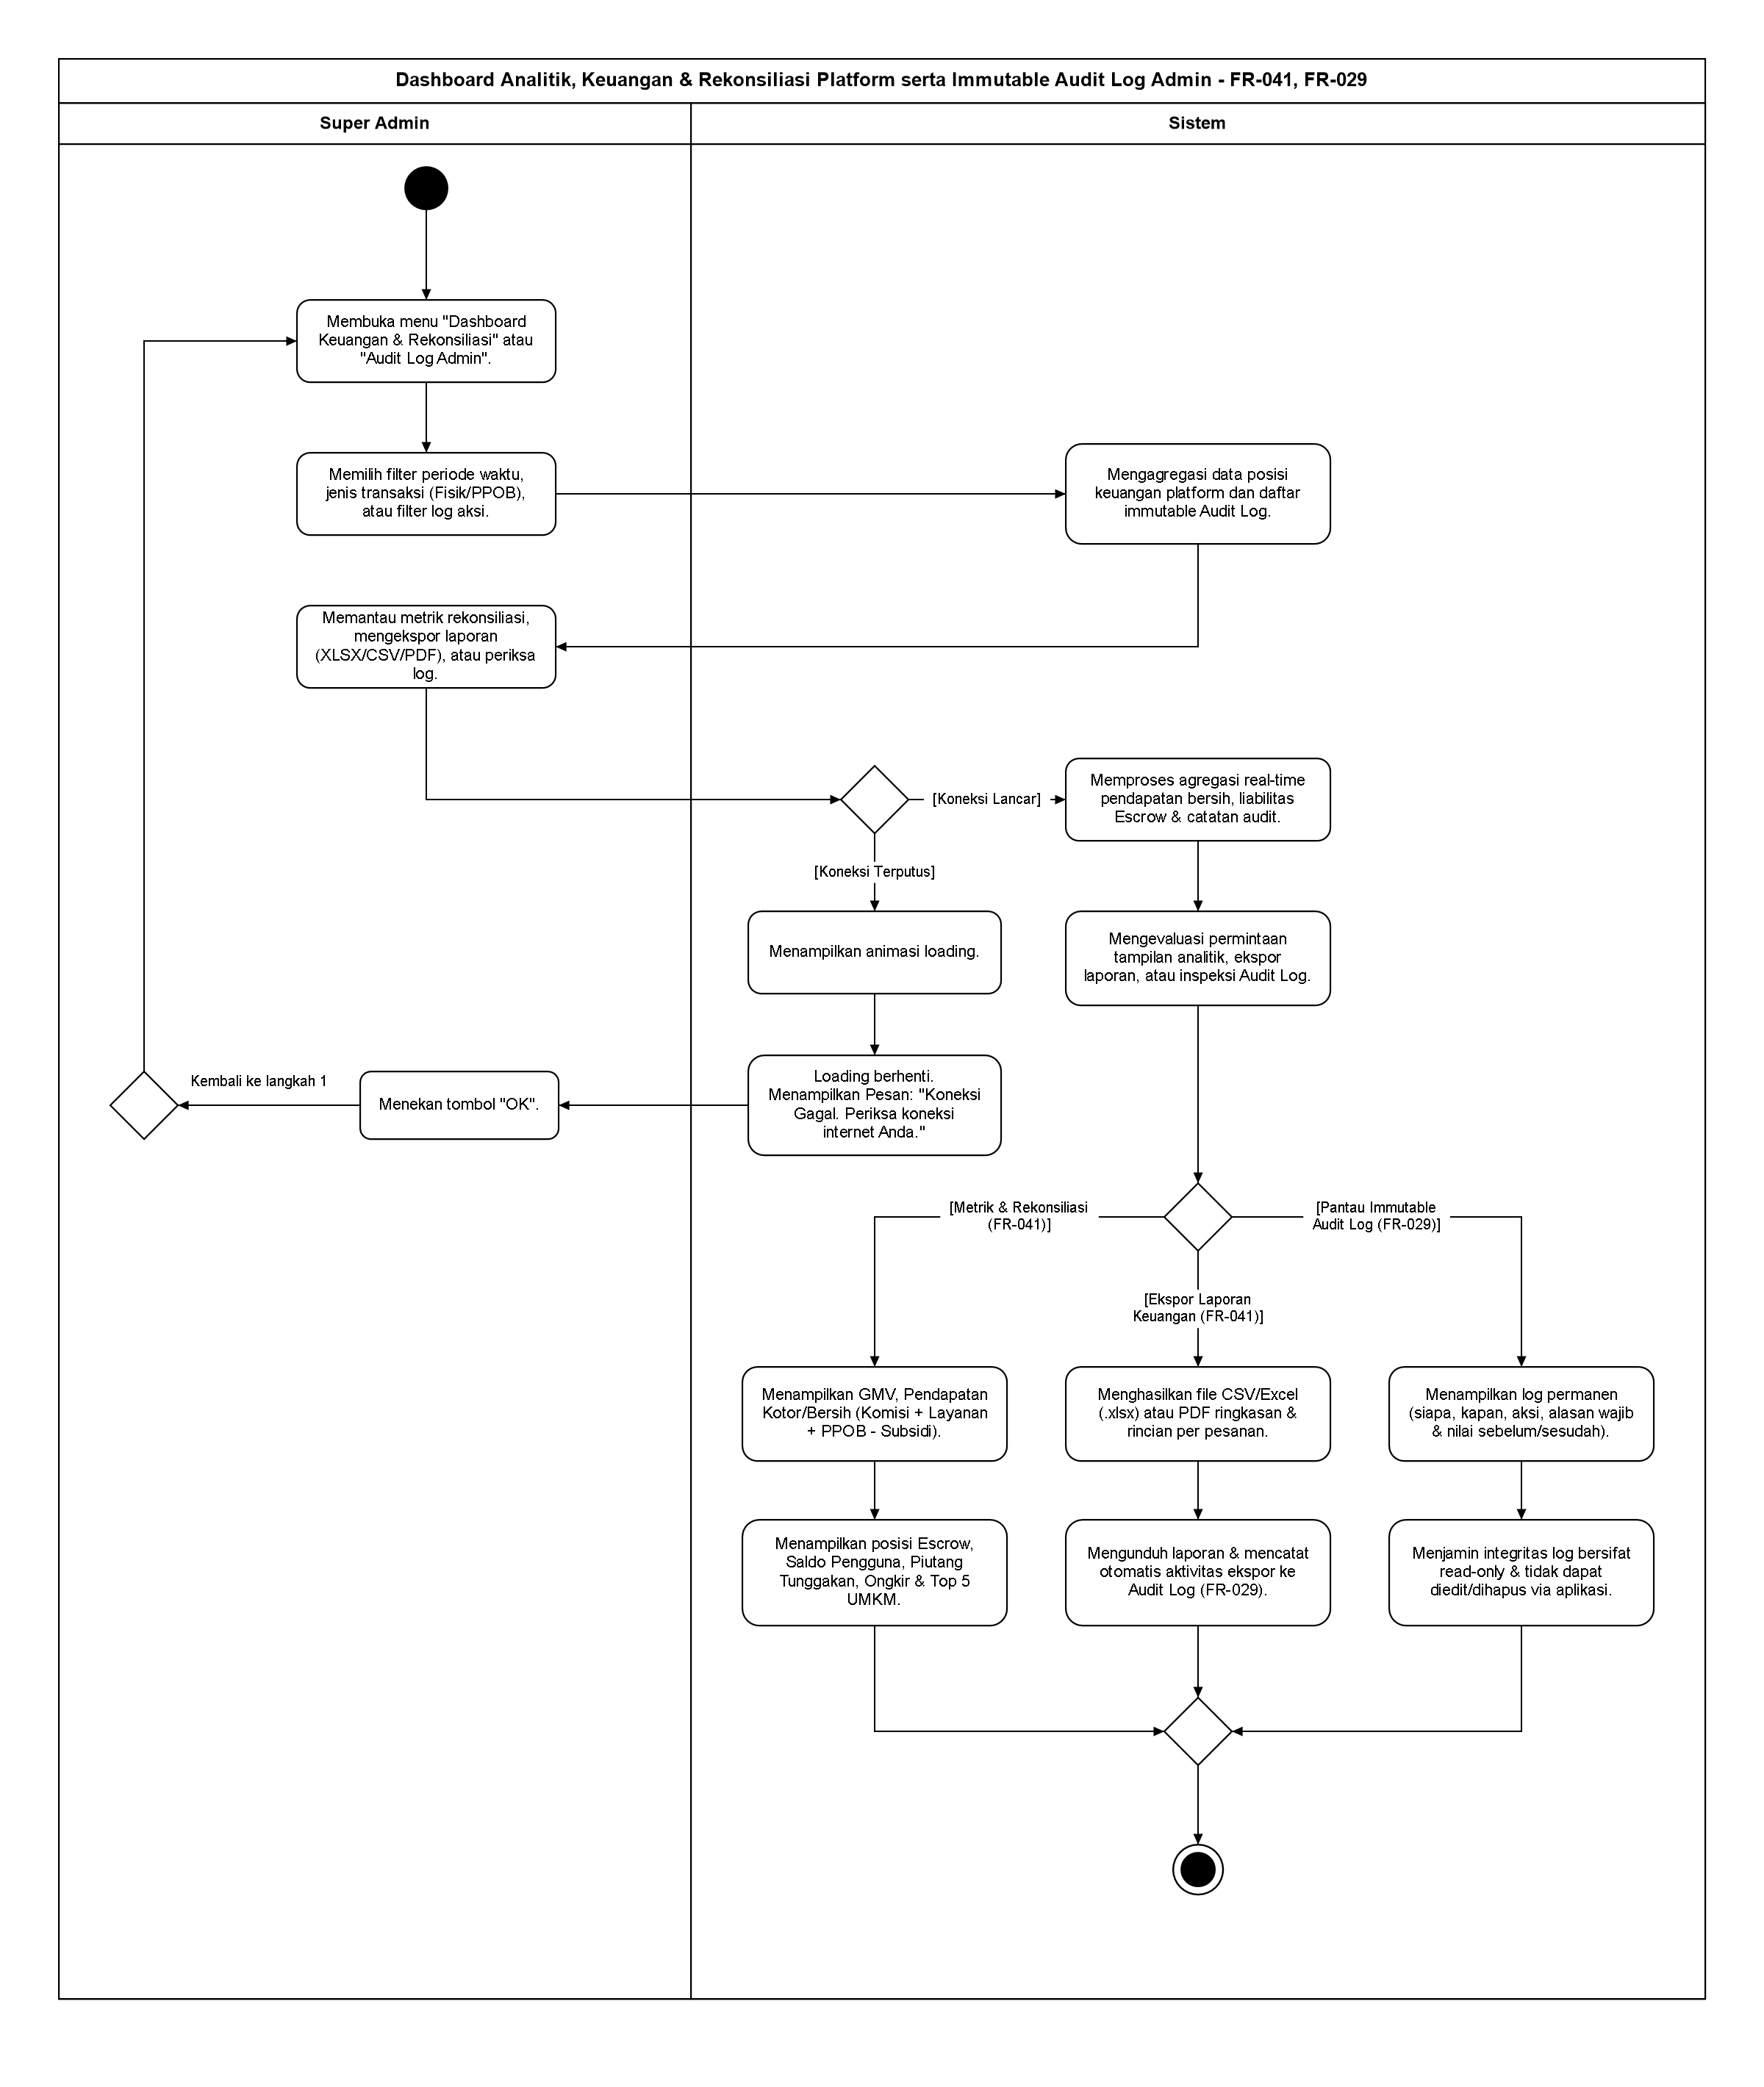 Dashboard Analitik, Keuangan & Rekonsiliasi Platform serta Immutable Audit Log Admin - FR-041, FR-029
Super Admin
Sistem
Membuka menu "Dashboard
Keuangan & Rekonsiliasi" atau
"Audit Log Admin".
Memilih filter periode waktu,
jenis transaksi (Fisik/PPOB),
atau filter log aksi.
Mengagregasi data posisi
keuangan platform dan daftar
immutable Audit Log.
Memantau metrik rekonsiliasi,
mengekspor laporan
(XLSX/CSV/PDF), atau periksa
log.
[Koneksi Lancar]
Memproses agregasi real-time
pendapatan bersih, liabilitas
Escrow & catatan audit.
[Koneksi Terputus]
Menampilkan animasi loading.
Mengevaluasi permintaan
tampilan analitik, ekspor
laporan, atau inspeksi Audit Log.
Kembali ke langkah 1
Menekan tombol "OK".
Loading berhenti.
Menampilkan Pesan: "Koneksi
Gagal. Periksa koneksi
internet Anda."
[Metrik & Rekonsiliasi
(FR-041)]
[Pantau Immutable
Audit Log (FR-029)]
[Ekspor Laporan
Keuangan (FR-041)]
Menampilkan GMV, Pendapatan
Kotor/Bersih (Komisi + Layanan
+ PPOB - Subsidi).
Menghasilkan file CSV/Excel
(.xlsx) atau PDF ringkasan &
rincian per pesanan.
Menampilkan log permanen
(siapa, kapan, aksi, alasan wajib
& nilai sebelum/sesudah).
Menampilkan posisi Escrow,
Saldo Pengguna, Piutang
Tunggakan, Ongkir & Top 5
UMKM.
Mengunduh laporan & mencatat
otomatis aktivitas ekspor ke
Audit Log (FR-029).
Menjamin integritas log bersifat
read-only & tidak dapat
diedit/dihapus via aplikasi.